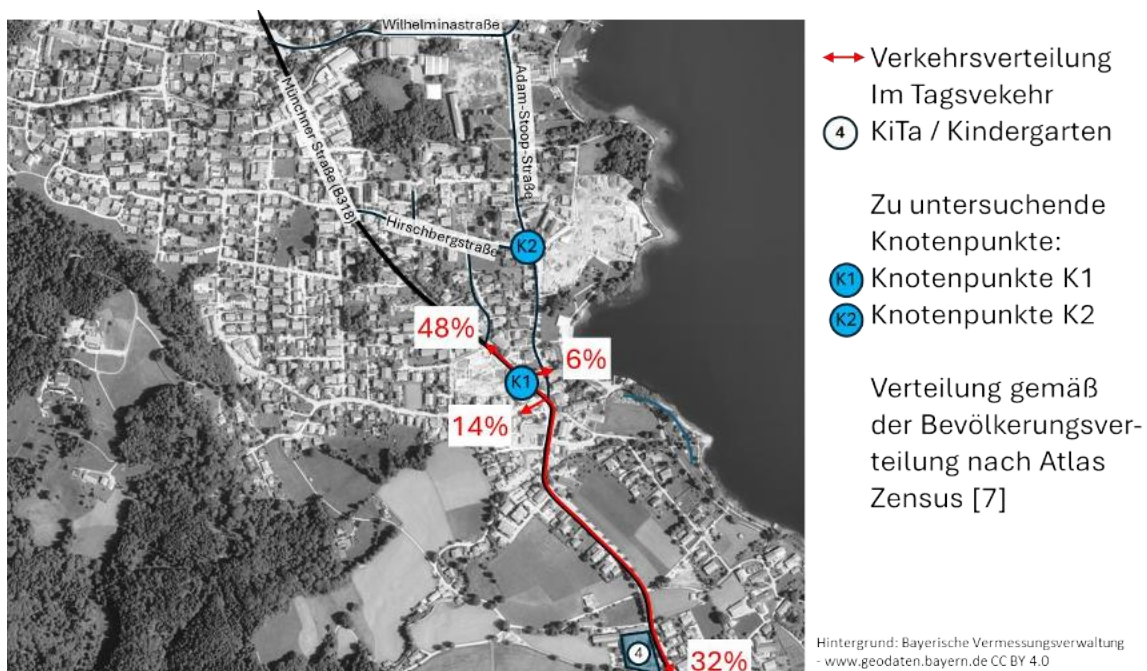 Wilhelminastraße
Adam-Stoop-Straße
Münchner Straße (B318)
Hirschbergstraße
K2
48%
6%
K1
14%
4
32%
Verkehrsverteilung
Im Tagsvekehr
4 KiTa / Kindergarten
Zu untersuchende
Knotenpunkte:
K1 Knotenpunkte K1
K2 Knotenpunkte K2
Verteilung gemäß
der Bevölkerungsver-
teilung nach Atlas
Zensus [7]
Hintergrund: Bayerische Vermessungsverwaltung
- www.geodaten.bayern.de CC BY 4.0